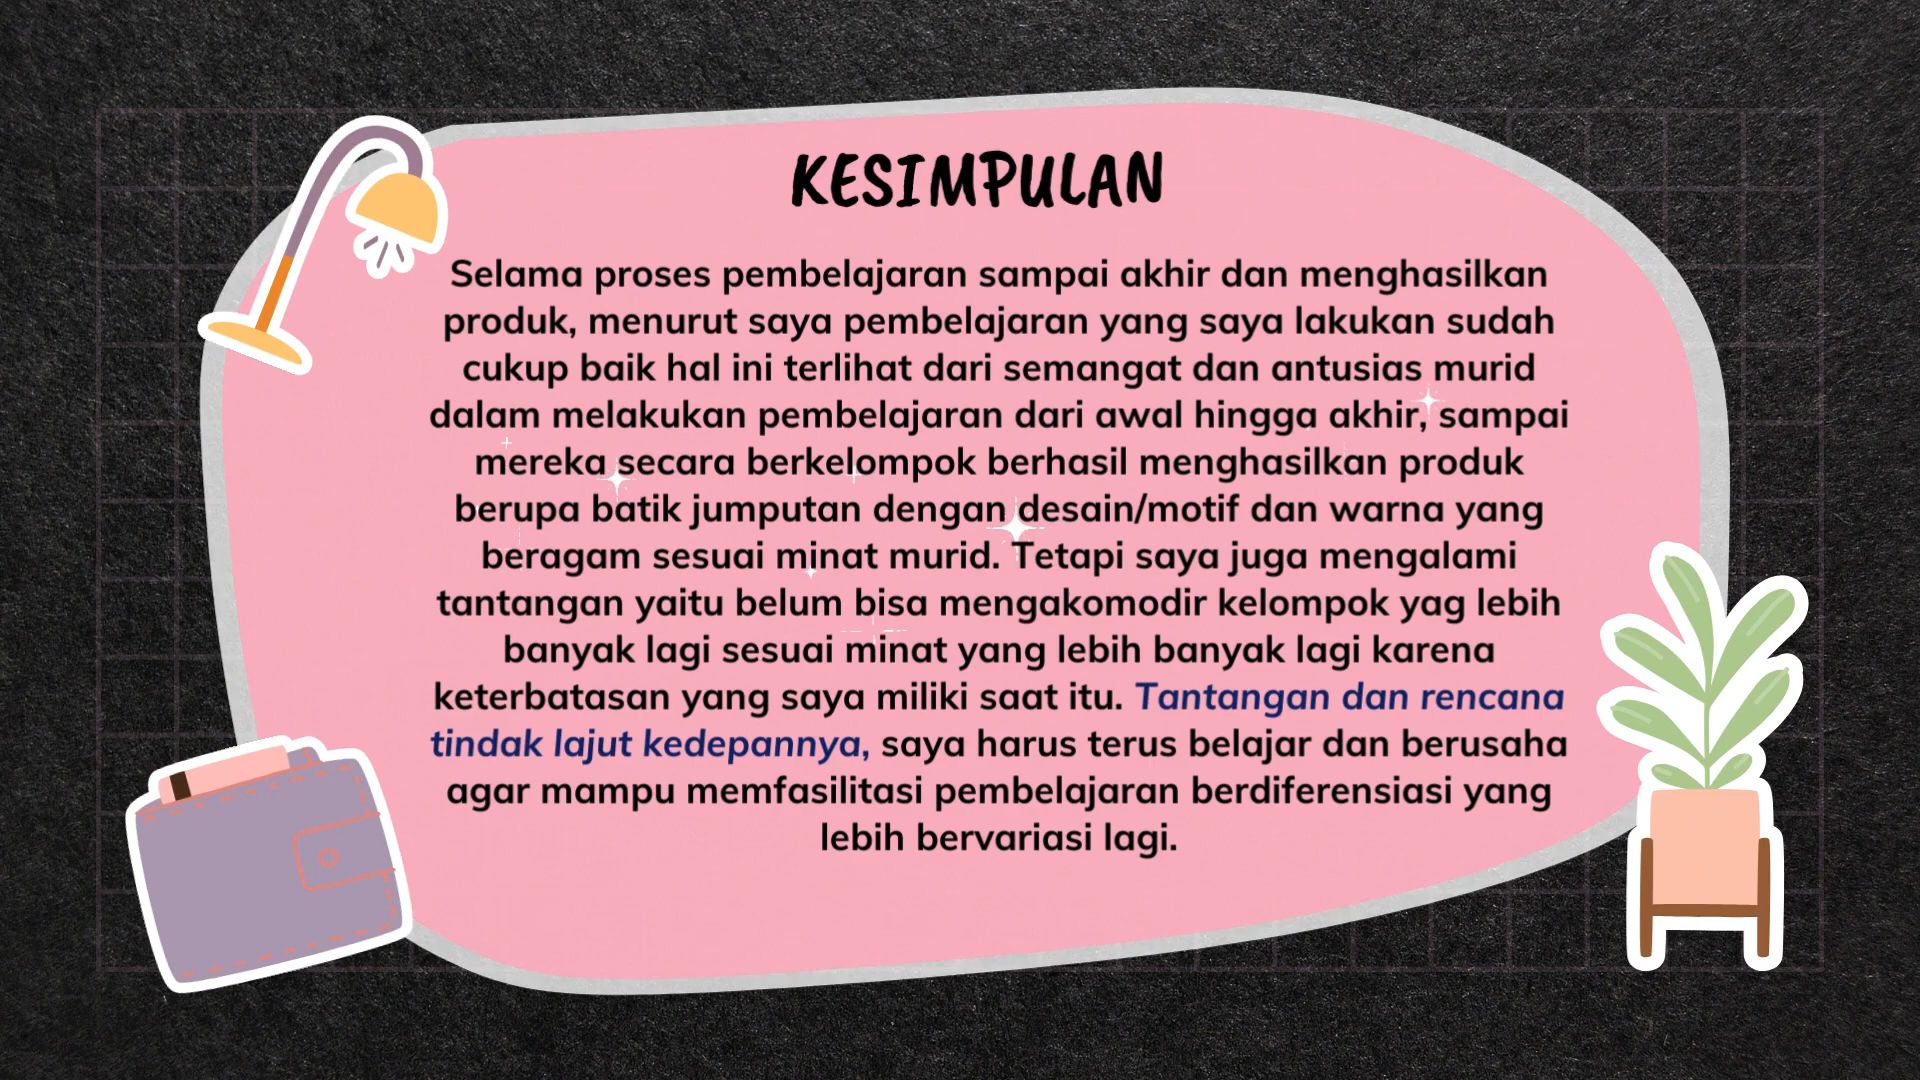 KESIMPULAN
Selama proses pembelajaran sampai akhir dan menghasilkan
produk, menurut saya pembelajaran yang saya lakukan sudah
cukup baik hal ini terlihat dari semangat dan antusias murid
dalam melakukan pembelajaran dari awal hingga akhir, sampai
mereka secara berkelompok berhasil menghasilkan produk
berupa batik jumputan dengan desain/motif dan warna yang
beragam sesuai minat murid. Tetapi saya juga mengalami
tantangan yaitu belum bisa mengakomodir kelompok yag lebih
banyak lagi sesuai minat yang lebih banyak lagi karena
keterbatasan yang saya miliki saat itu. Tantangan dan rencana
tindak lajut kedepannya, saya harus terus belajar dan berusaha
agar mampu memfasilitasi pembelajaran berdiferensiasi yang
lebih bervariasi lagi.